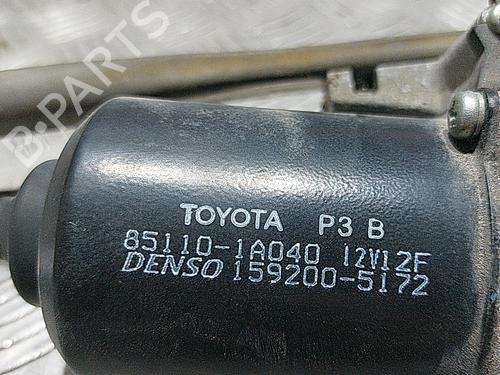 B-PARTS
TOYOTA P3 B
85110-1A040 12V12F
DENSO 159200-5172